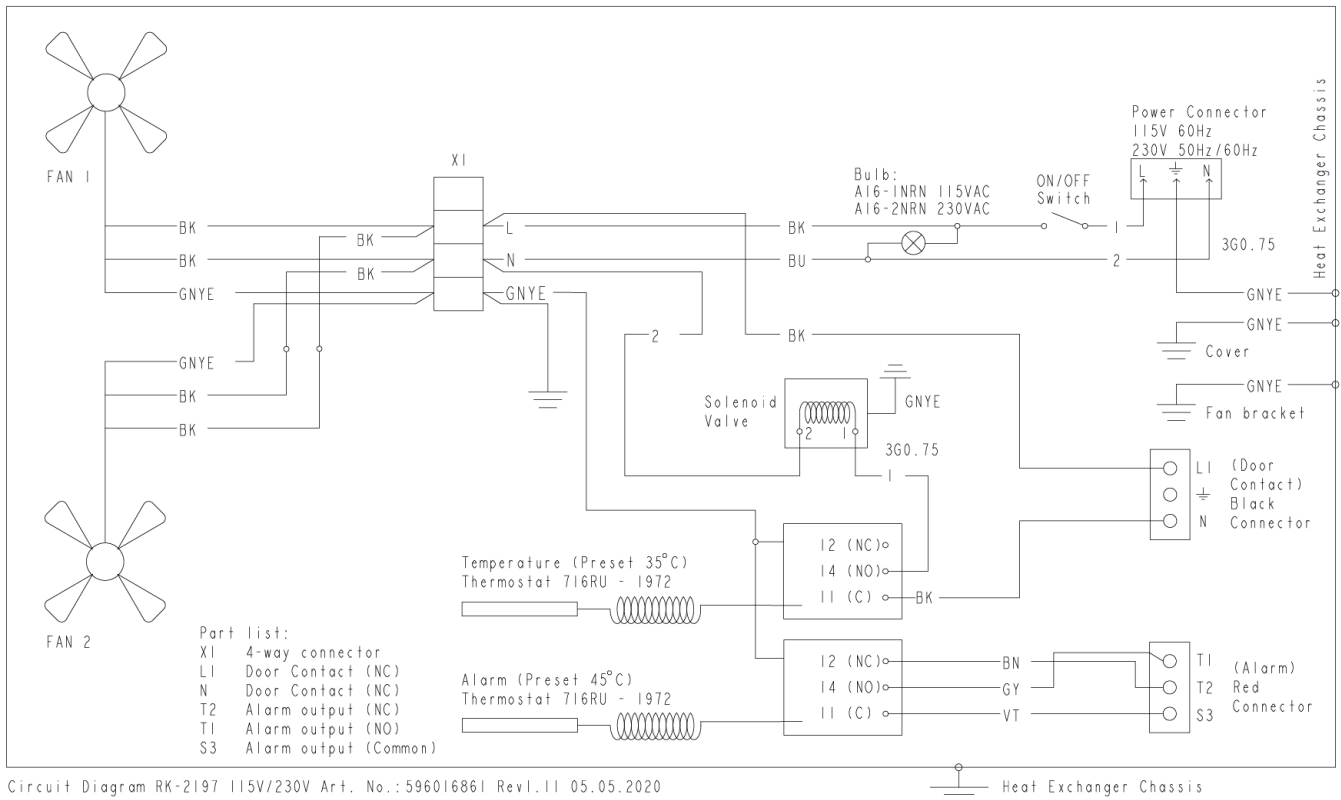 FAN 1
X1
BK
BK
BK
BK
GNYE
GNYE
BK
BK
L
N
GNYE
BK
BU
Bulb:
A16-1NRN 115VAC
A16-2NRN 230VAC
ON/OFF
Switch
Power Connector
115V 60Hz
230V 50Hz/60Hz
L
N
1
2
3G0.75
Heat Exchanger Chassis
GNYE
GNYE
Cover
GNYE
Fan bracket
2
BK
Solenoid
Valve
2
1
GNYE
3G0.75
1
L1
N
(Door
Contact)
Black
Connector
Temperature (Preset 35°C)
Thermostat 716RU - 1972
12 (NC)
14 (NO)
11 (C)
BK
Alarm (Preset 45°C)
Thermostat 716RU - 1972
12 (NC)
14 (NO)
11 (C)
BN
GY
VT
T1
T2
S3
(Alarm)
Red
Connector
FAN 2
Part list:
X1 4-way connector
L1 Door Contact (NC)
N Door Contact (NC)
T2 Alarm output (NC)
T1 Alarm output (NO)
S3 Alarm output (Common)
Circuit Diagram RK-2197 115V/230V Art. No.:596016861 Rev1.11 05.05.2020
Heat Exchanger Chassis